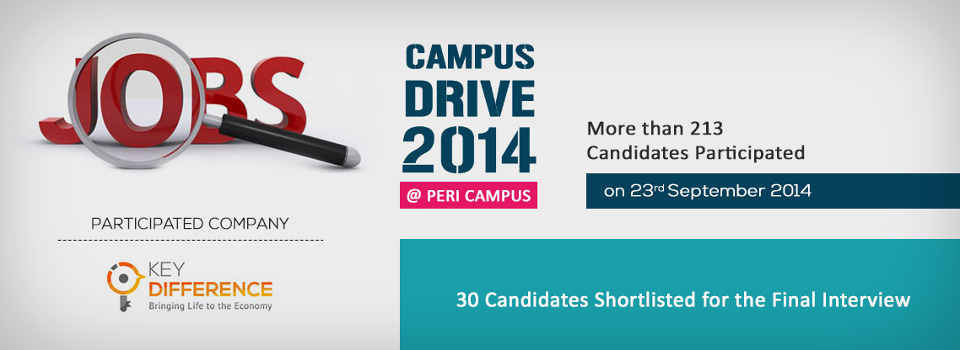 JOBS
PARTICIPATED COMPANY
KEY
DIFFERENCE
Bringing Life to the Economy
CAMPUS
DRIVE
2014
@ PERI CAMPUS
More than 213
Candidates Participated
on 23rd September 2014
30 Candidates Shortlisted for the Final Interview